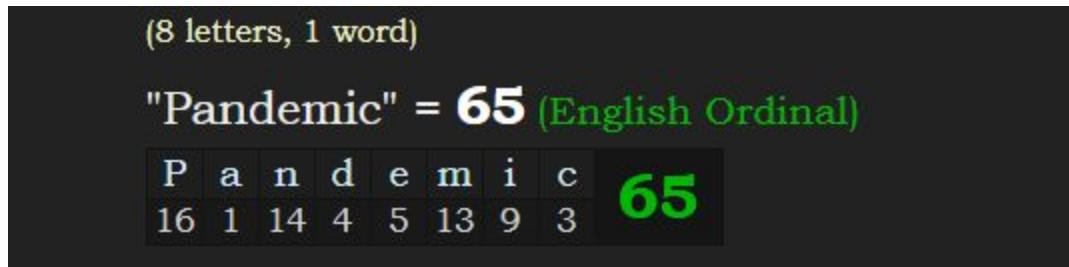 (8 letters, 1 word)
"Pandemic" = 65 (English Ordinal)
P a n d e m i c 65
16 1 14 4 5 13 9 3